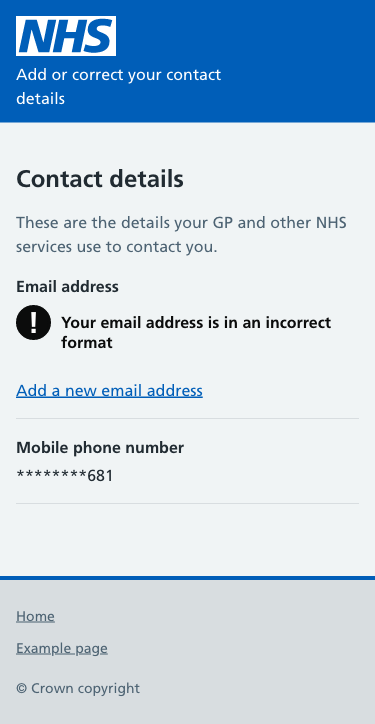 NHS
Add or correct your contact
details
Contact details
These are the details your GP and other NHS
services use to contact you.
Email address
! Your email address is in an incorrect
format
Add a new email address
Mobile phone number
********681
Home
Example page
© Crown copyright